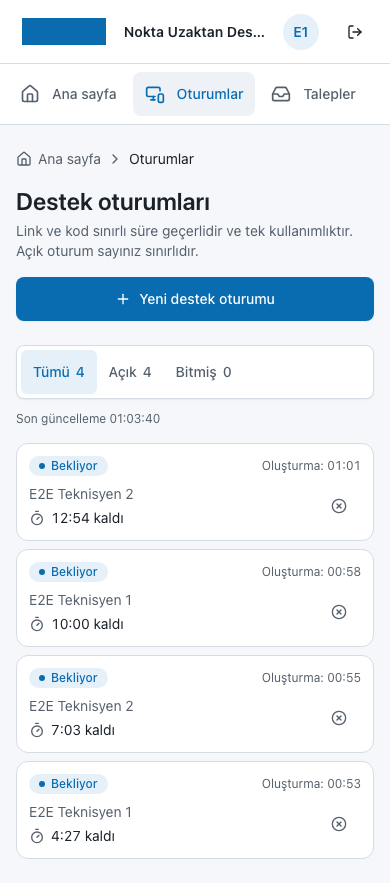 Nokta Uzaktan Des...
E1
Ana sayfa
Oturumlar
Talepler
Ana sayfa > Oturumlar
Destek oturumları
Link ve kod sınırlı süre geçerlidir ve tek kullanımlıktır.
Açık oturum sayınız sınırlıdır.
+ Yeni destek oturumu
Tümü 4
Açık 4
Bitmiş 0
Son güncelleme 01:03:40
Bekliyor
Oluşturma: 01:01
E2E Teknisyen 2
12:54 kaldı
Bekliyor
Oluşturma: 00:58
E2E Teknisyen 1
10:00 kaldı
Bekliyor
Oluşturma: 00:55
E2E Teknisyen 2
7:03 kaldı
Bekliyor
Oluşturma: 00:53
E2E Teknisyen 1
4:27 kaldı